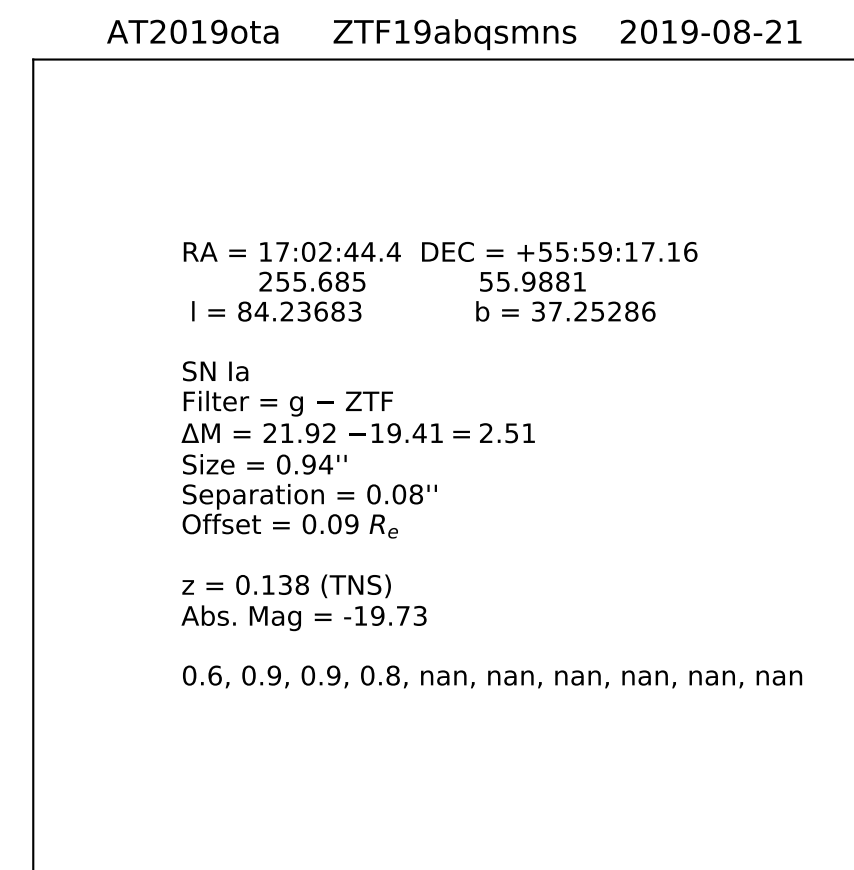 AT2019ota ZTF19abqsmns 2019-08-21
RA = 17:02:44.4 DEC = +55:59:17.16
255.685 55.9881
l = 84.23683 b = 37.25286
SN Ia
Filter = g − ZTF
ΔM = 21.92 −19.41 = 2.51
Size = 0.94''
Separation = 0.08''
Offset = 0.09 Re
z = 0.138 (TNS)
Abs. Mag = -19.73
0.6, 0.9, 0.9, 0.8, nan, nan, nan, nan, nan, nan